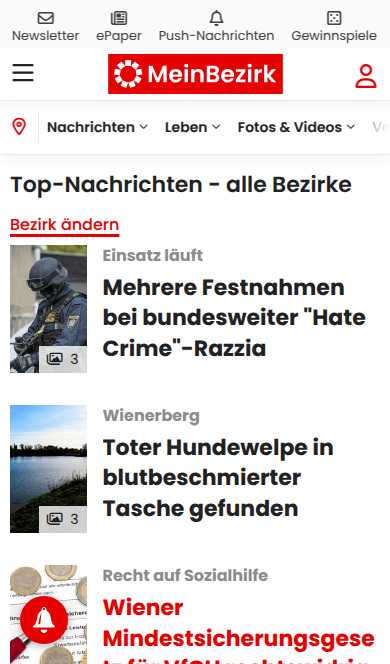 Newsletter ePaper Push-Nachrichten Gewinnspiele
MeinBezirk
Nachrichten Leben Fotos & Videos
Top-Nachrichten - alle Bezirke
Bezirk ändern
Einsatz läuft
Mehrere Festnahmen
bei bundesweiter "Hate
Crime"-Razzia
3
Wienerberg
Toter Hundewelpe in
blutbeschmierter
Tasche gefunden
3
Recht auf Sozialhilfe
Wiener
Mindestsicherungsgese